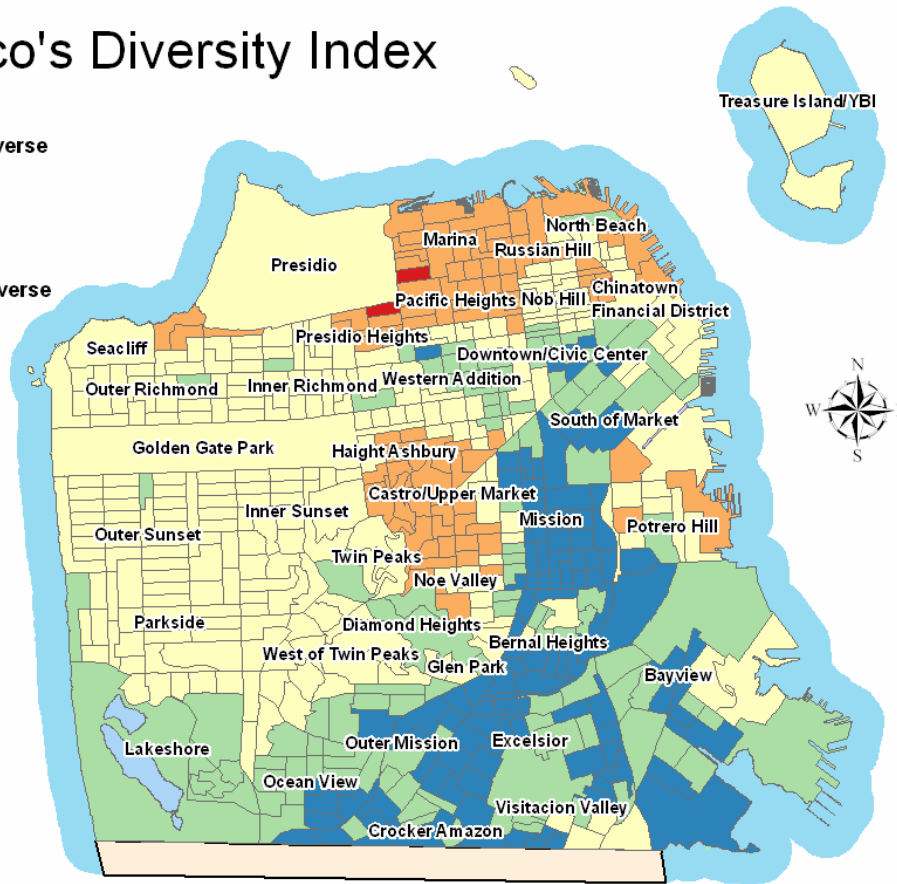 co's Diversity Index
Treasure Island/YBI
verse
North Beach
Marina
Russian Hill
Presidio
Chinatown
verse
Pacific Heights
Nob Hill
Financial District
Presidio Heights
Seacliff
Downtown/Civic Center
N
Outer Richmond
Inner Richmond
Western Addition
W
South of Market
Golden Gate Park
Haight Ashbury
S
Castro/Upper Market
Inner Sunset
Mission
Outer Sunset
Potrero Hill
Twin Peaks
Noe Valley
Parkside
Diamond Heights
Bernal Heights
West of Twin Peaks
Glen Park
Bayview
Lakeshore
Outer Mission
Excelsior
Ocean View
Visitacion Valley
Crocker Amazon